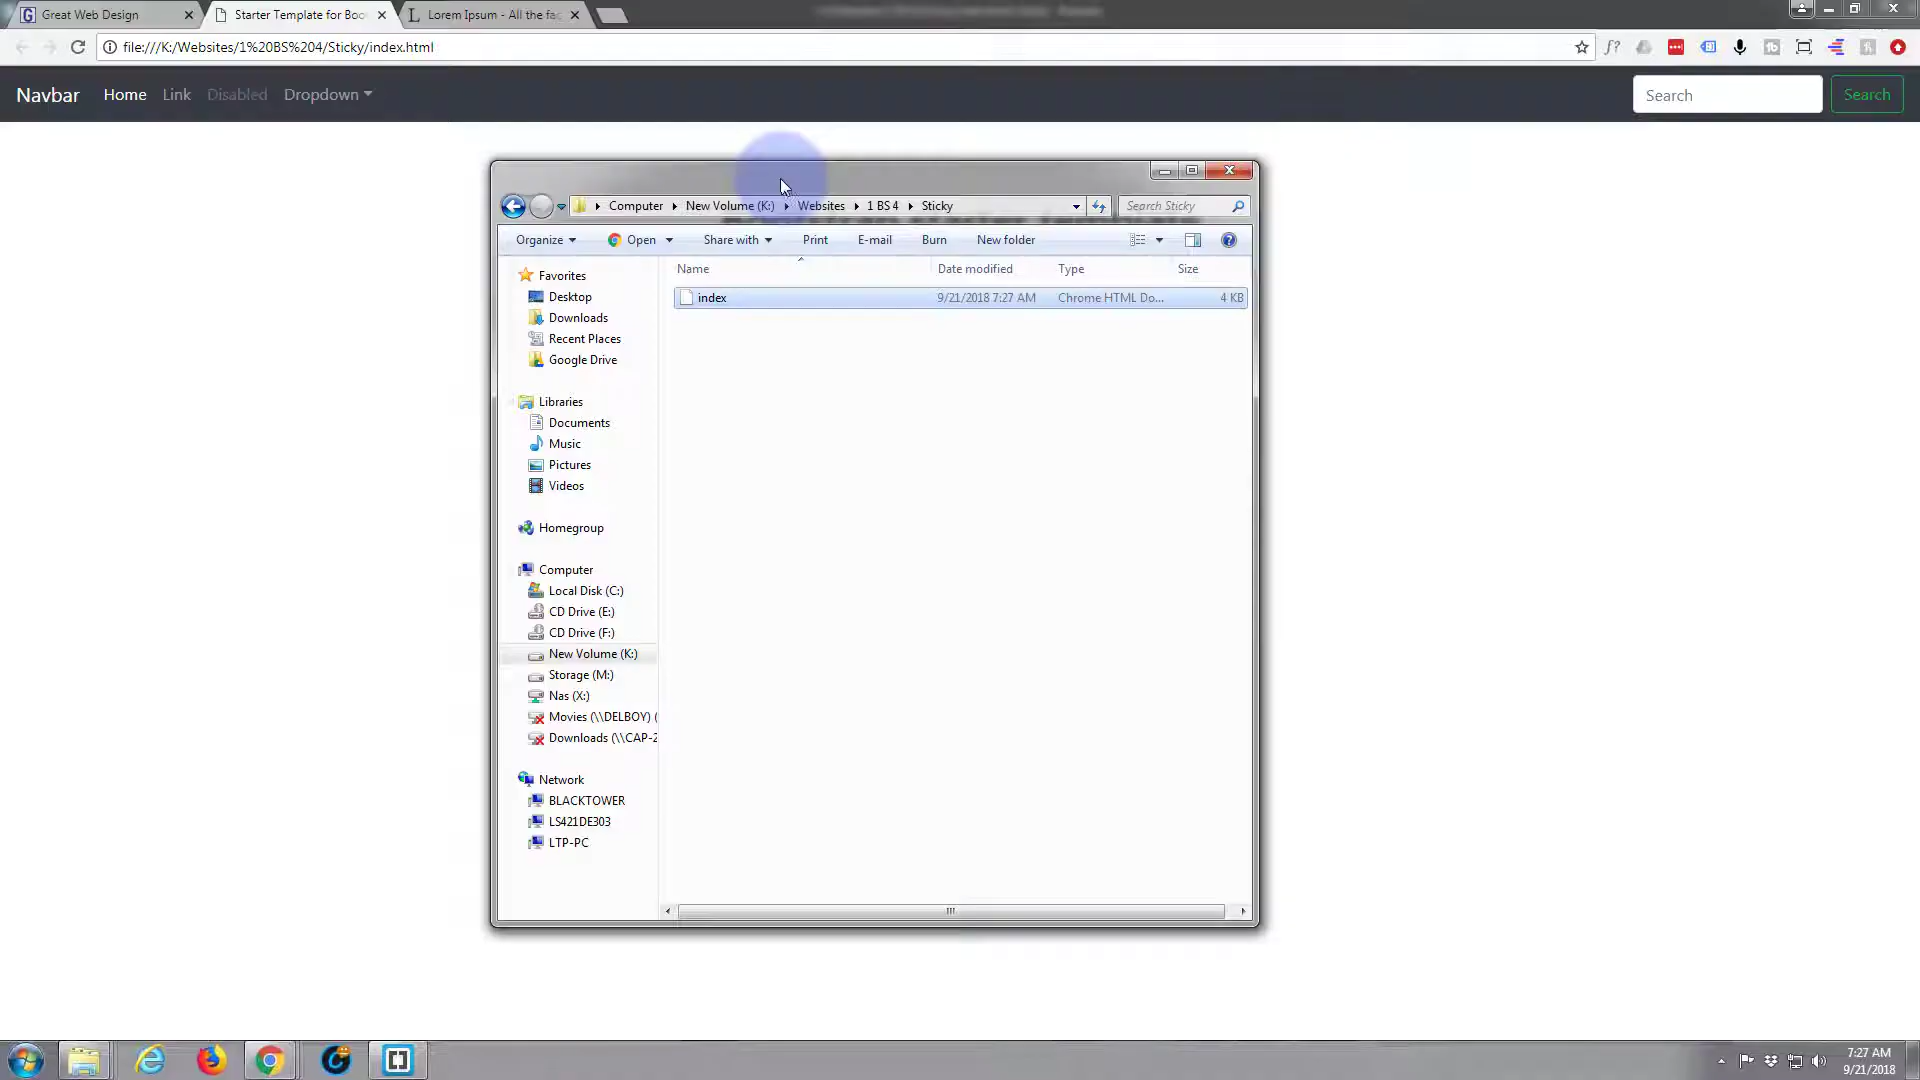 Great Web Design
Starter Template for Boo
Lorem Ipsum - All the fac
file:///K:/Websites/1%20BS%204/Sticky/index.html
Navbar Home Link Disabled Dropdown Search Search
Computer New Volume (K:) Websites 1 BS 4 Sticky Search Sticky
Organize Open Share with Print E-mail Burn New folder
Name Date modified Type Size
index 9/21/2018 7:27 AM Chrome HTML Do... 4 KB
Favorites
Desktop
Downloads
Recent Places
Google Drive
Libraries
Documents
Music
Pictures
Videos
Homegroup
Computer
Local Disk (C:)
CD Drive (E:)
CD Drive (F:)
New Volume (K:)
Storage (M:)
Nas (X:)
Movies (\\DELBOY) (
Downloads (\\CAP-2
Network
BLACKTOWER
LS421DE303
LTP-PC
7:27 AM
9/21/2018